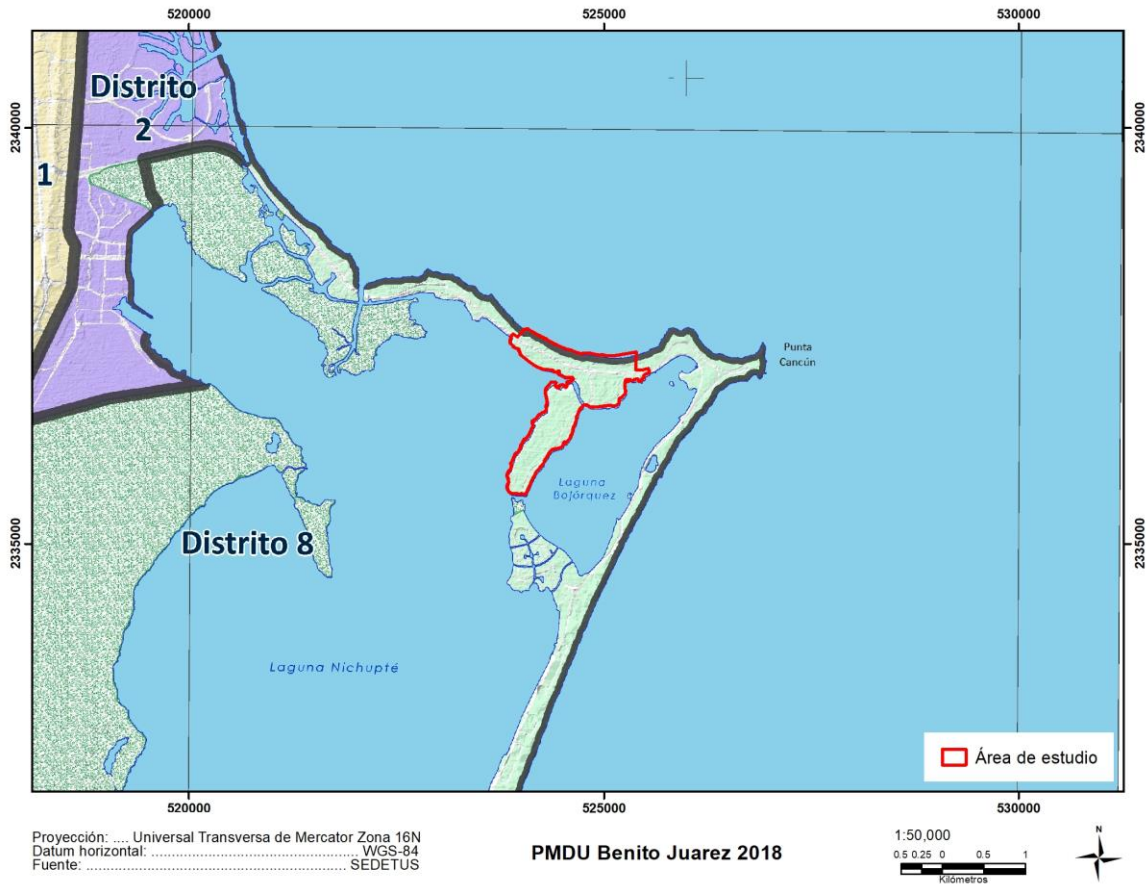 520000 525000 530000
2340000 2340000
Distrito
2
1
Punta
Cancún
Laguna
Bojórquez
2335000 2335000
Distrito 8
Laguna Nichupté
Área de estudio
520000 525000 530000
Proyección: .... Universal Transversa de Mercator Zona 16N
Datum horizontal: ................................................ WGS-84
Fuente: ................................................................ SEDETUS
PMDU Benito Juarez 2018
1:50,000
0.5 0.25 0 0.5 1
Kilómetros
N